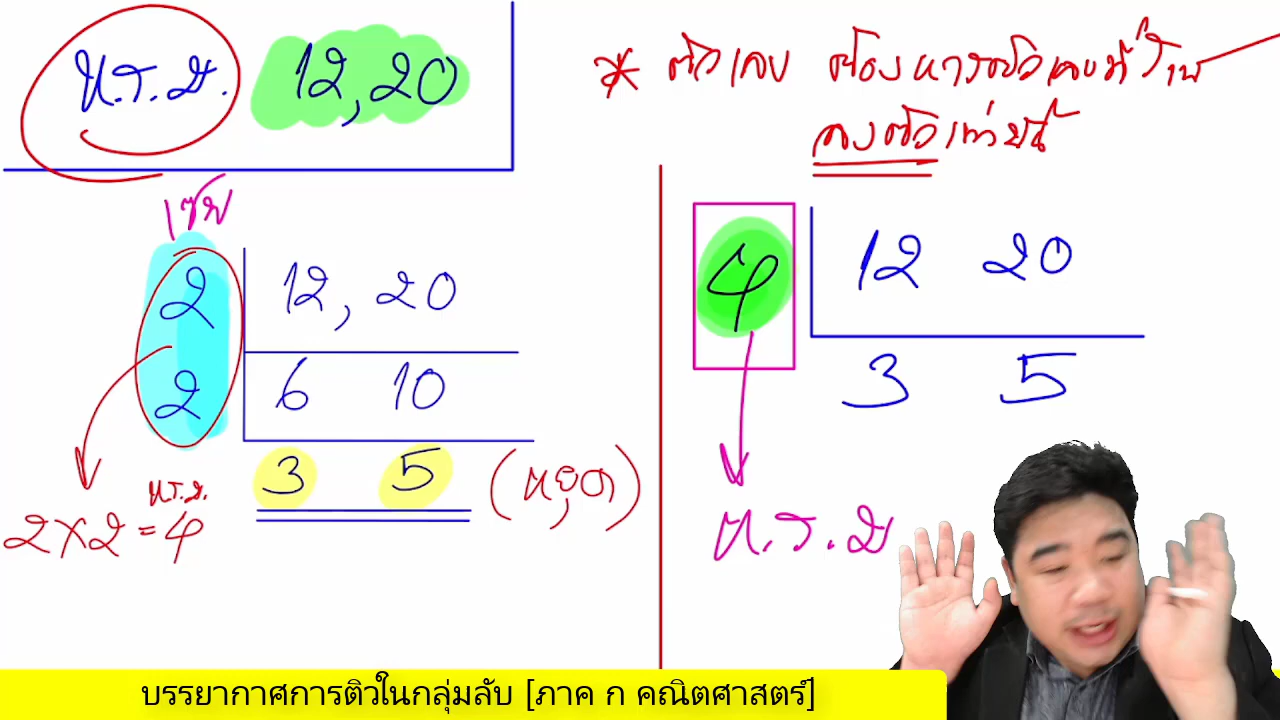 ห.ร.ม. 12, 20
* ตัวเลข ต้องหารตัวเลขที่ให้
ลงตัวเท่านั้น
เซ็ต
2 12, 20
2 6 10
3 5 (หยุด)
ห.ร.ม.
2 × 2 = 4
4 12 20
3 5
ห.ร.ม
บรรยากาศการติวในกลุ่มลับ [ภาค ก คณิตศาสตร์]